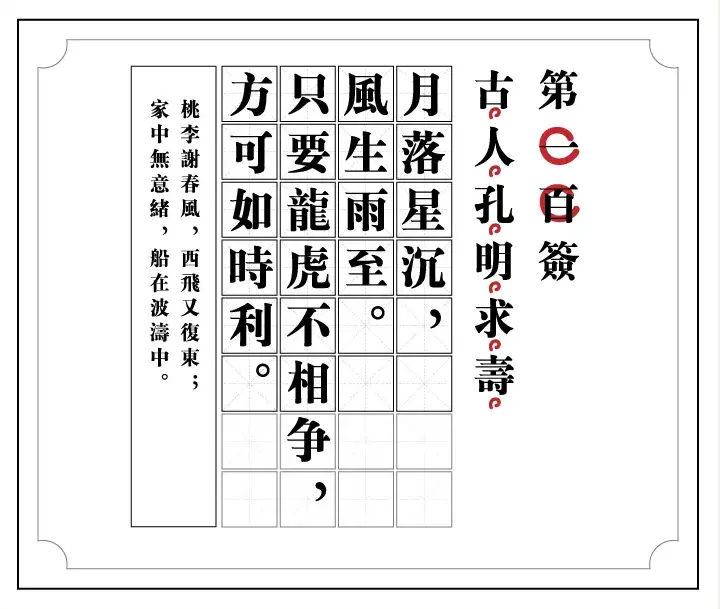 第一百簽
古人孔明求壽
月落星沉，
風生雨至。
只要龍虎不相争，
方可如時利。
桃李謝春風，西飛又復東；
家中無意緒，船在波濤中。